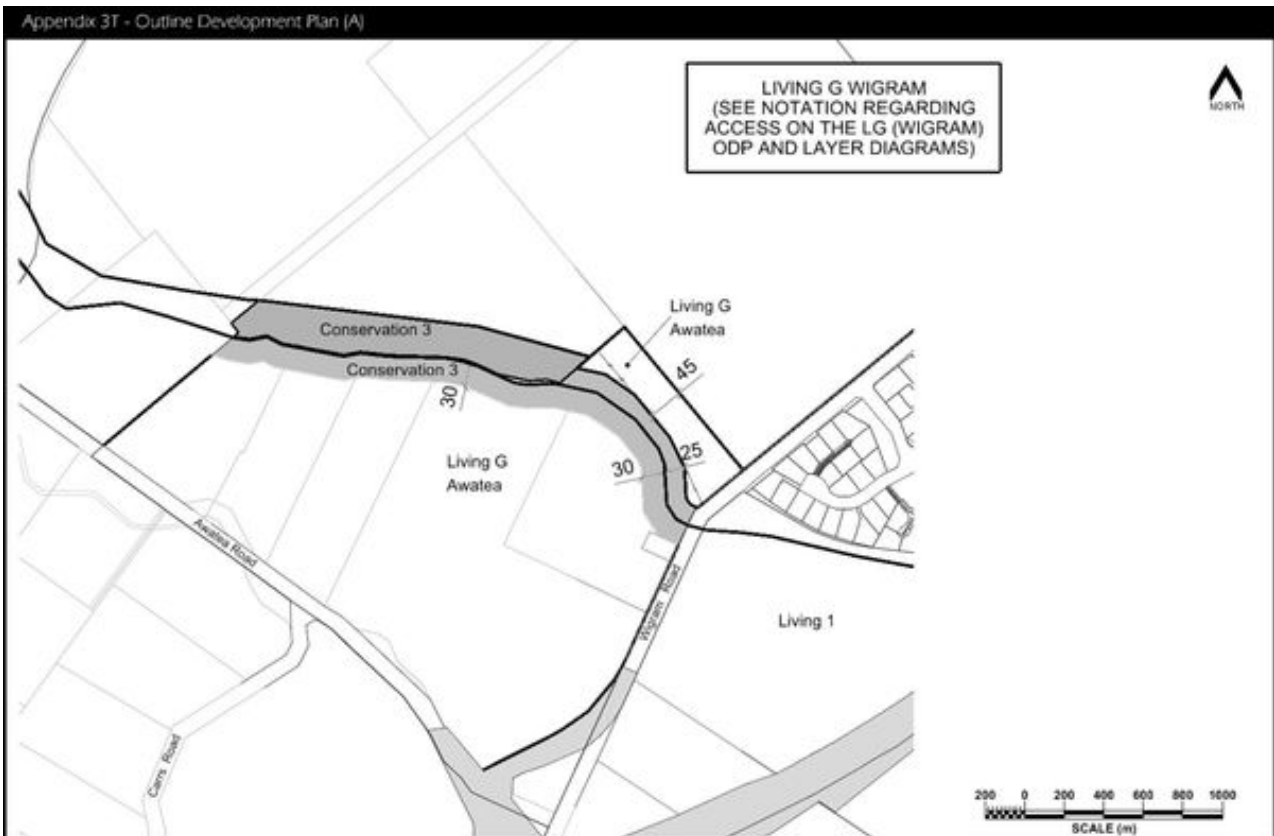 Appendix 3T - Outline Development Plan (A)
LIVING G WIGRAM
(SEE NOTATION REGARDING
ACCESS ON THE LG (WIGRAM)
ODP AND LAYER DIAGRAMS)
NORTH
Living G
Awatea
Conservation 3
Conservation 3
45
30
25
30
Living G
Awatea
Awatea Road
Wigram Road
Living 1
Carrs Road
200 0 200 400 600 800 1000
SCALE (m)